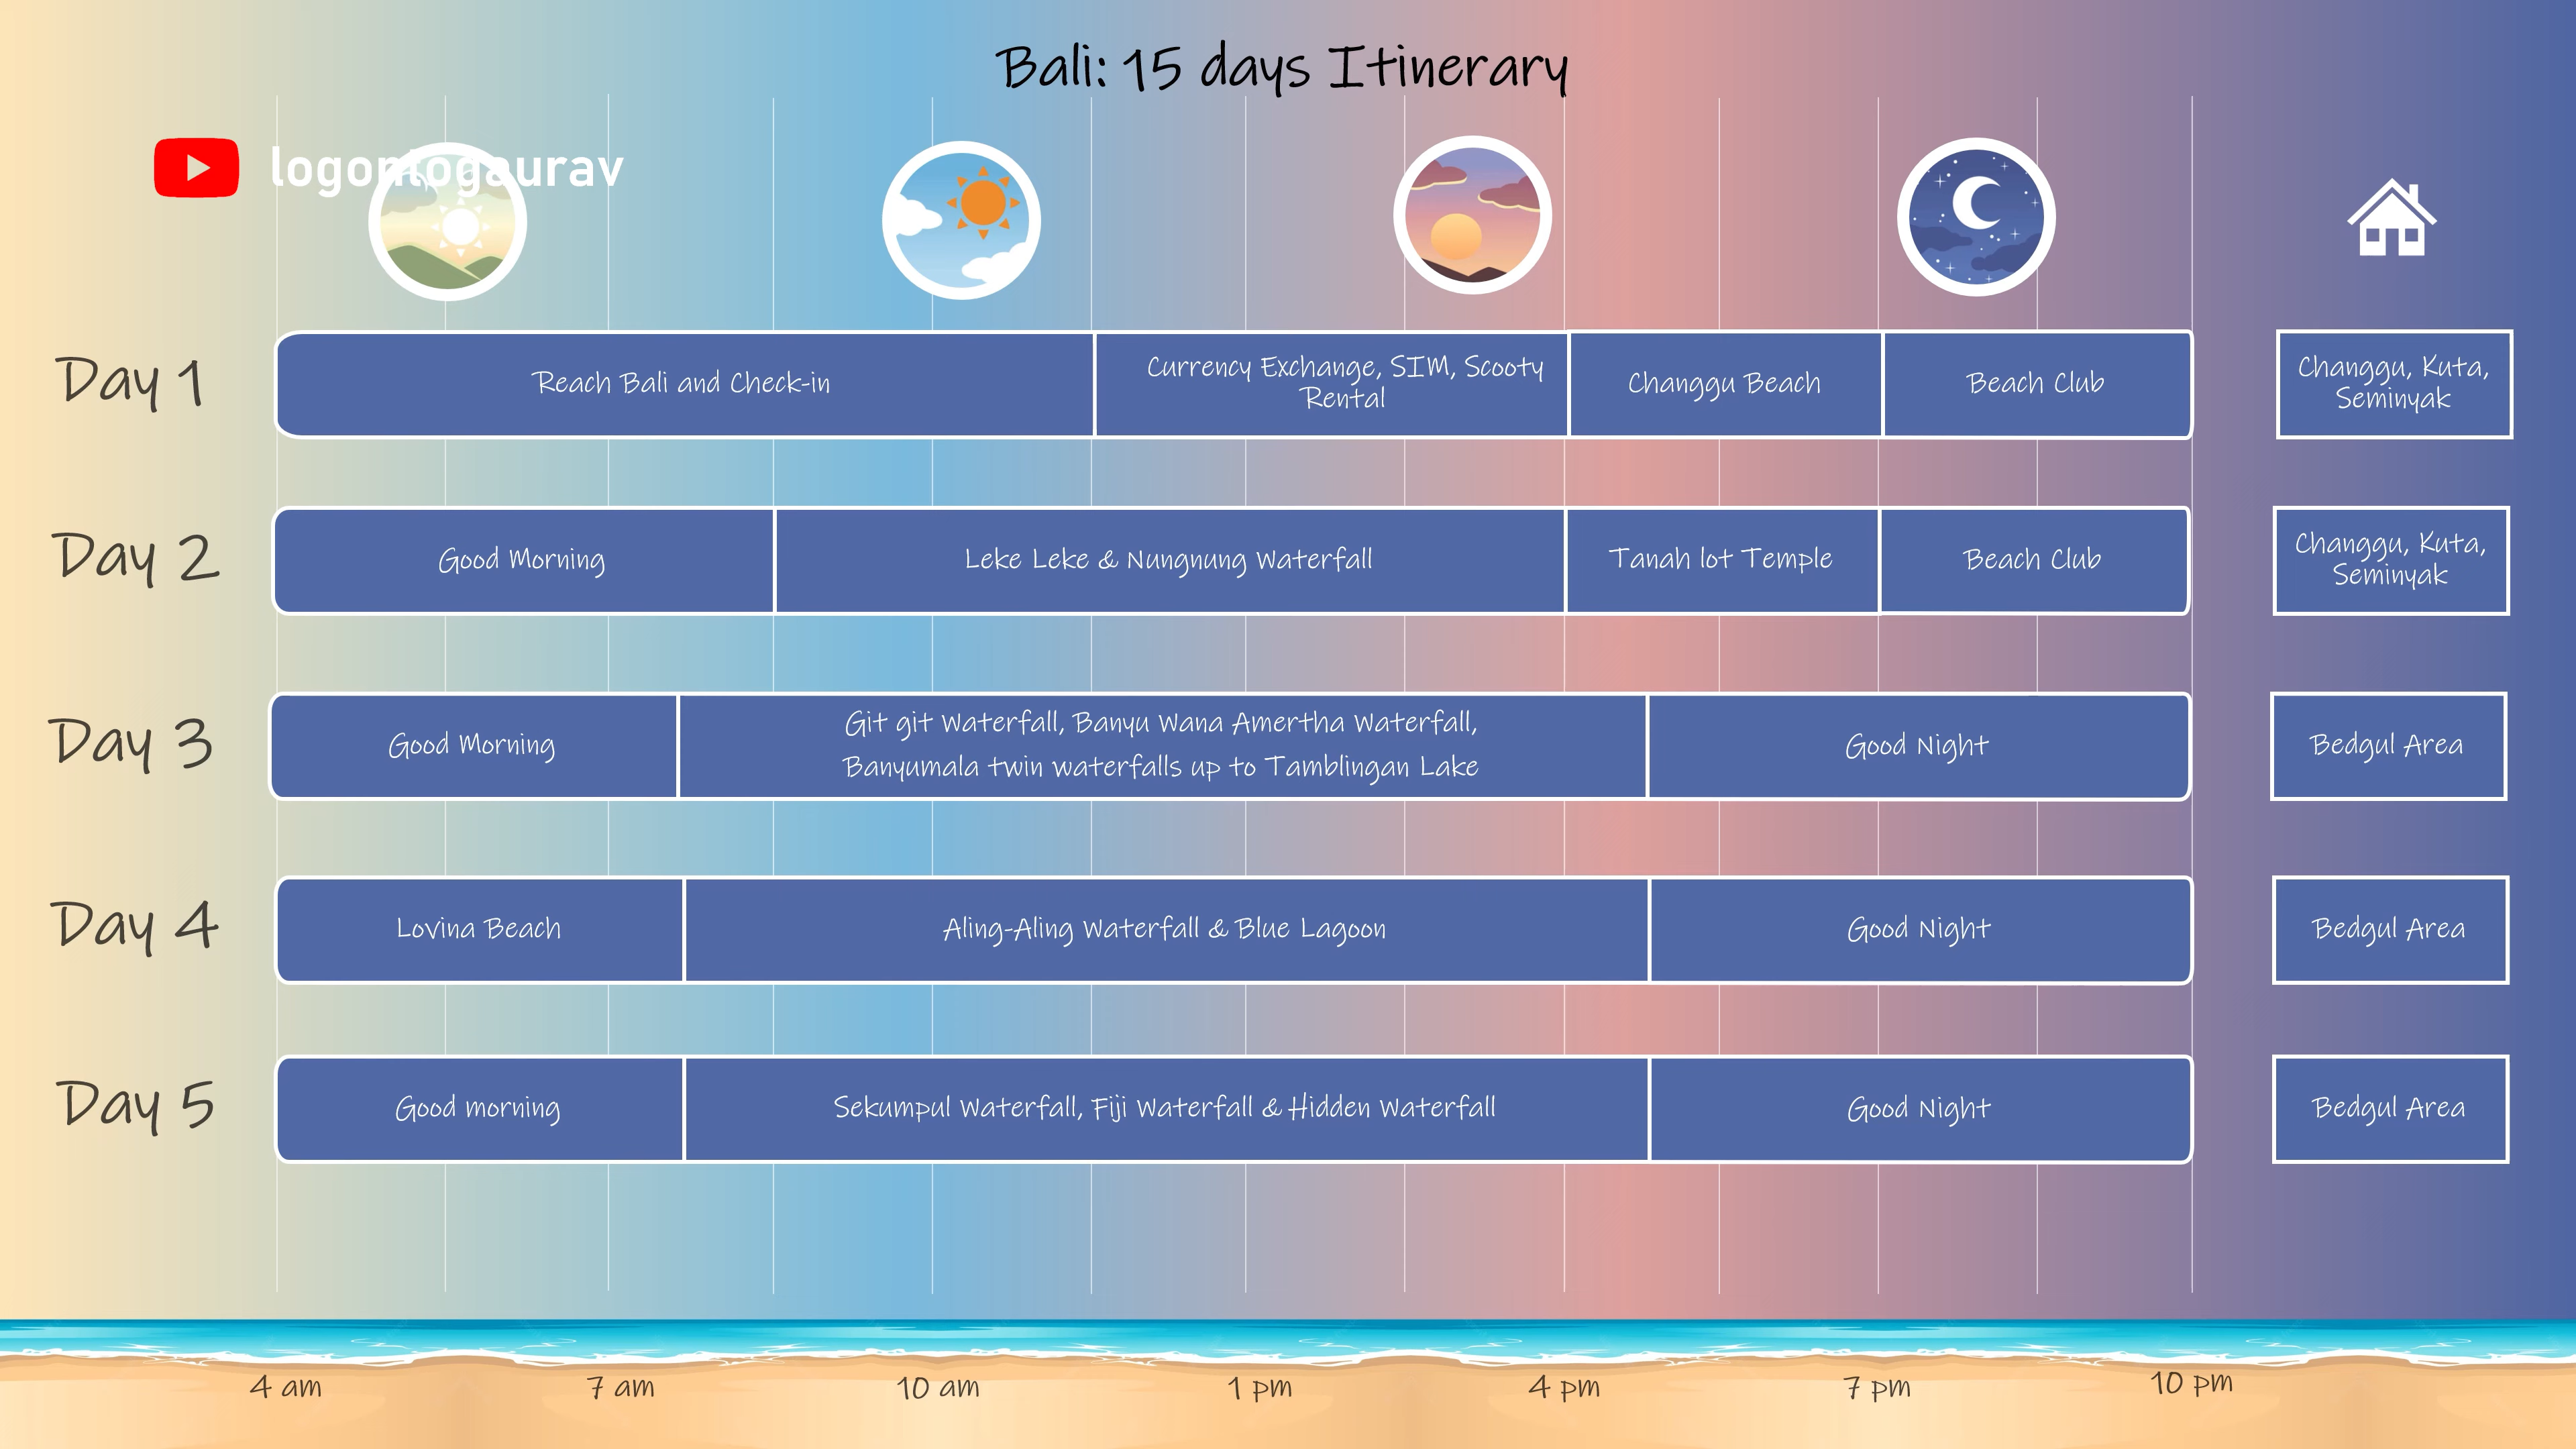 Bali: 15 days Itinerary
logonlogaurav
Day 1
Reach Bali and Check-in
Currency Exchange, SIM, Scooty
Rental
Changgu Beach
Beach Club
Changgu, Kuta,
Seminyak
Day 2
Good Morning
Leke Leke & Nungnung Waterfall
Tanah lot Temple
Beach Club
Changgu, Kuta,
Seminyak
Day 3
Good Morning
Git git Waterfall, Banyu Wana Amertha Waterfall,
Banyumala twin waterfalls up to Tamblingan Lake
Good Night
Bedgul Area
Day 4
Lovina Beach
Aling-Aling Waterfall & Blue Lagoon
Good Night
Bedgul Area
Day 5
Good morning
Sekumpul Waterfall, Fiji Waterfall & Hidden Waterfall
Good Night
Bedgul Area
4 am
7 am
10 am
1 pm
4 pm
7 pm
10 pm